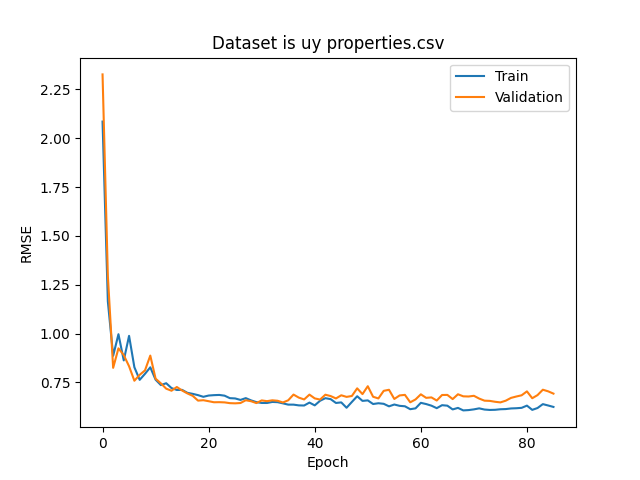 Dataset is uy properties.csv
Train
Validation
RMSE
2.25
2.00
1.75
1.50
1.25
1.00
0.75
0
20
40
60
80
Epoch